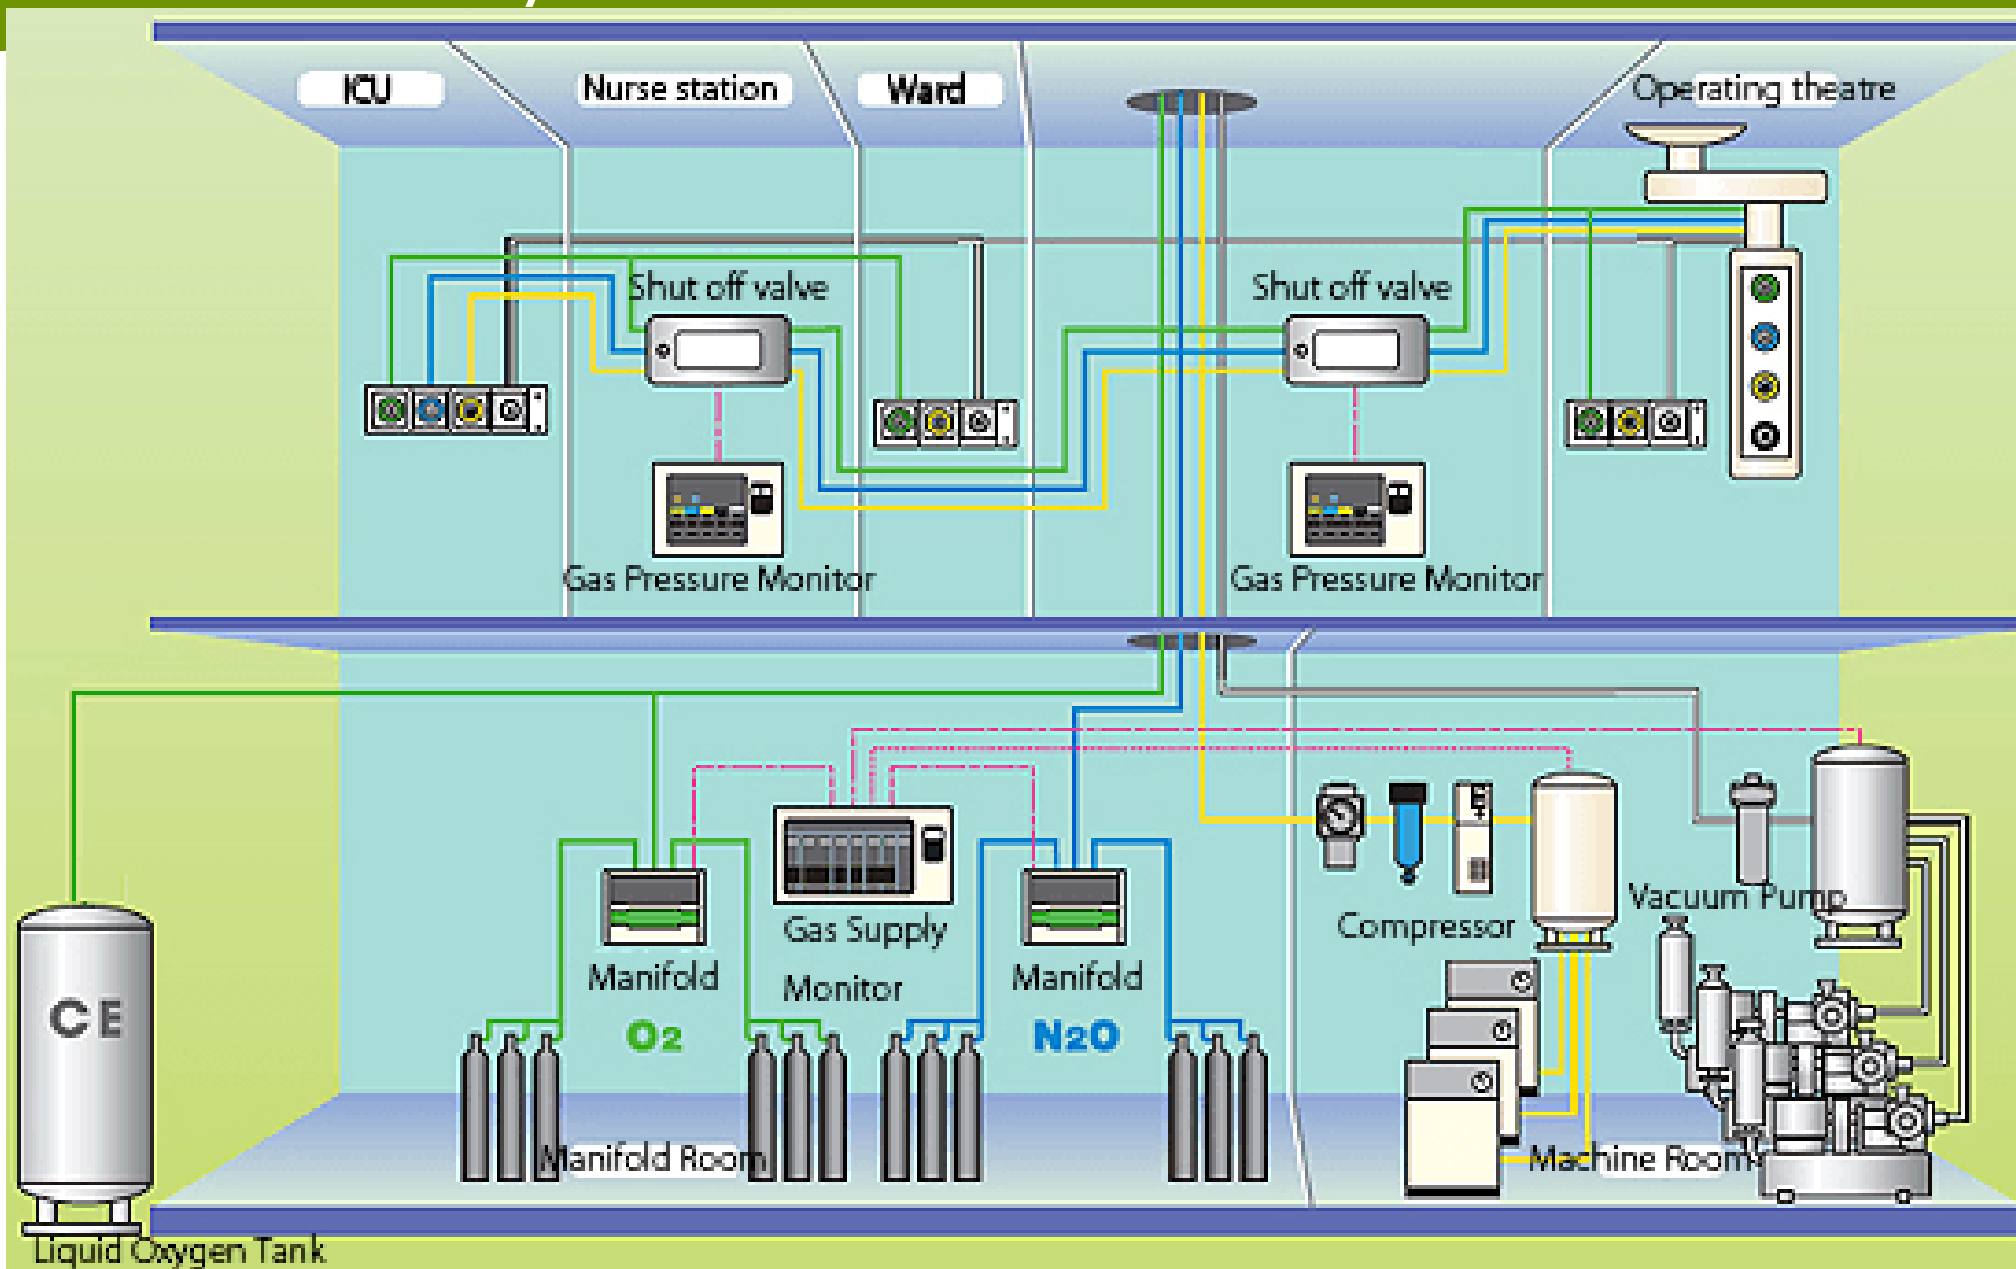 ICU
Nurse station
Ward
Operating theatre
Shut off valve
Shut off valve
Gas Pressure Monitor
Gas Pressure Monitor
Gas Supply
Monitor
Manifold
O2
Manifold
N2O
Compressor
Vacuum Pump
CE
Manifold Room
Machine Room
Liquid Oxygen Tank